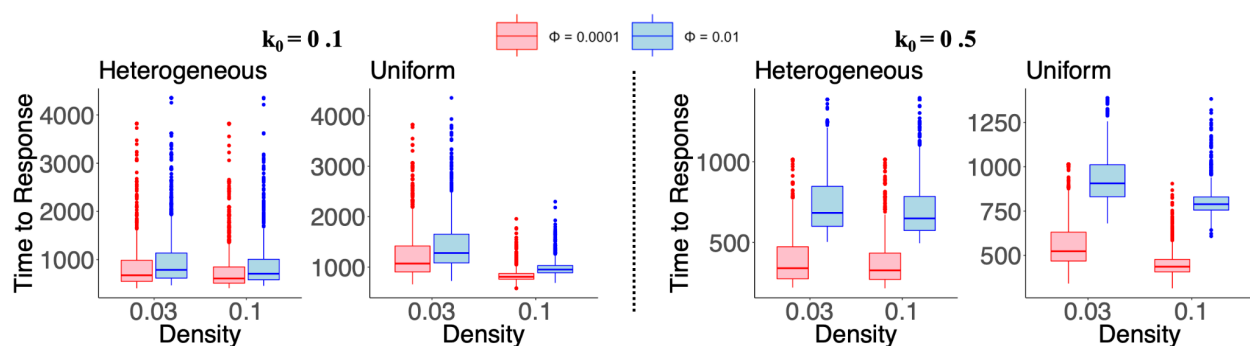 k0 = 0 .1
Φ = 0.0001
Φ = 0.01
k0 = 0 .5
Heterogeneous
Time to Response
4000
3000
2000
1000
0.03
0.1
Density
Uniform
4000
3000
2000
1000
0.03
0.1
Density
Heterogeneous
Time to Response
1000
500
0.03
0.1
Density
Uniform
1250
1000
750
500
0.03
0.1
Density